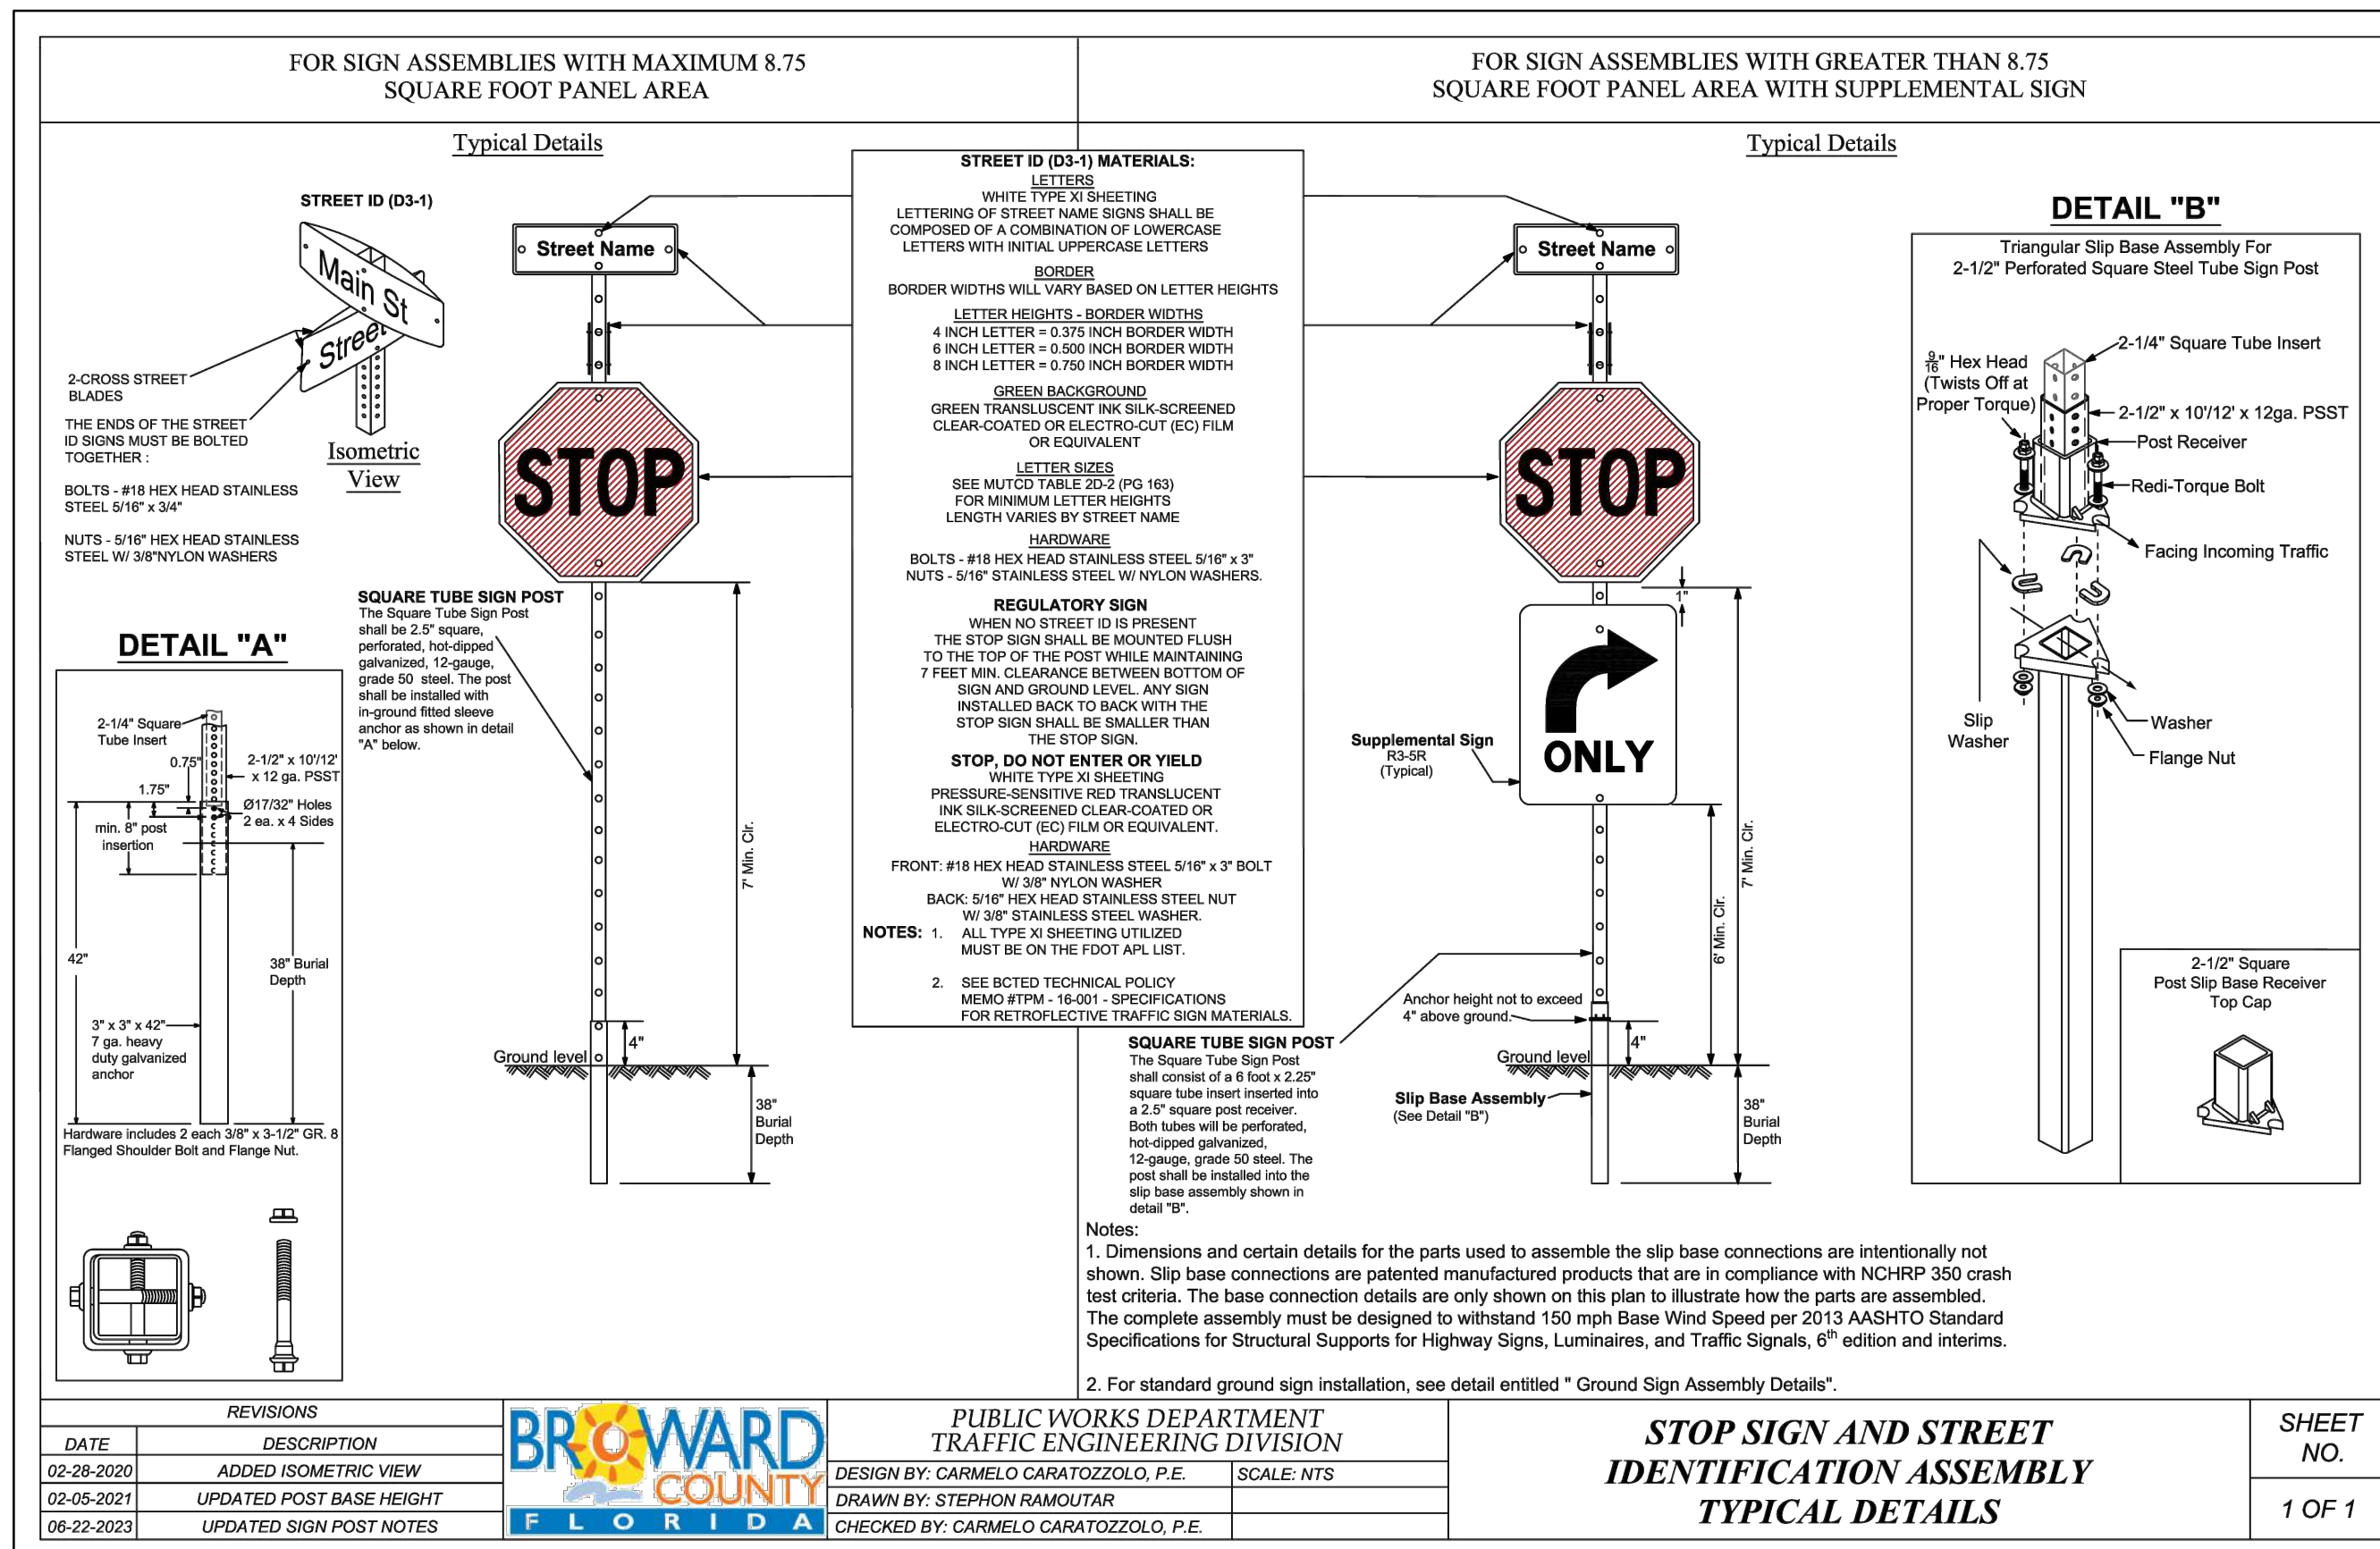 FOR SIGN ASSEMBLIES WITH MAXIMUM 8.75
SQUARE FOOT PANEL AREA
FOR SIGN ASSEMBLIES WITH GREATER THAN 8.75
SQUARE FOOT PANEL AREA WITH SUPPLEMENTAL SIGN
Typical Details
STREET ID (D3-1)
Main St
Street
2-CROSS STREET
BLADES
THE ENDS OF THE STREET
ID SIGNS MUST BE BOLTED
TOGETHER :
BOLTS - #18 HEX HEAD STAINLESS
STEEL 5/16" x 3/4"
NUTS - 5/16" HEX HEAD STAINLESS
STEEL W/ 3/8"NYLON WASHERS
Isometric
View
Street Name
STOP
SQUARE TUBE SIGN POST
The Square Tube Sign Post
shall be 2.5" square,
perforated, hot-dipped
galvanized, 12-gauge,
grade 50 steel. The post
shall be installed with
in-ground fitted sleeve
anchor as shown in detail
"A" below.
7' Min. Clr.
4"
Ground level
38"
Burial
Depth
DETAIL "A"
2-1/4" Square
Tube Insert
0.75"
2-1/2" x 10'/12'
x 12 ga. PSST
1.75"
Ø17/32" Holes
2 ea. x 4 Sides
min. 8" post
insertion
42"
38" Burial
Depth
3" x 3" x 42"
7 ga. heavy
duty galvanized
anchor
Hardware includes 2 each 3/8" x 3-1/2" GR. 8
Flanged Shoulder Bolt and Flange Nut.
STREET ID (D3-1) MATERIALS:
LETTERS
WHITE TYPE XI SHEETING
LETTERING OF STREET NAME SIGNS SHALL BE
COMPOSED OF A COMBINATION OF LOWERCASE
LETTERS WITH INITIAL UPPERCASE LETTERS
BORDER
BORDER WIDTHS WILL VARY BASED ON LETTER HEIGHTS
LETTER HEIGHTS - BORDER WIDTHS
4 INCH LETTER = 0.375 INCH BORDER WIDTH
6 INCH LETTER = 0.500 INCH BORDER WIDTH
8 INCH LETTER = 0.750 INCH BORDER WIDTH
GREEN BACKGROUND
GREEN TRANSLUSCENT INK SILK-SCREENED
CLEAR-COATED OR ELECTRO-CUT (EC) FILM
OR EQUIVALENT
LETTER SIZES
SEE MUTCD TABLE 2D-2 (PG 163)
FOR MINIMUM LETTER HEIGHTS
LENGTH VARIES BY STREET NAME
HARDWARE
BOLTS - #18 HEX HEAD STAINLESS STEEL 5/16" x 3"
NUTS - 5/16" STAINLESS STEEL W/ NYLON WASHERS.
REGULATORY SIGN
WHEN NO STREET ID IS PRESENT
THE STOP SIGN SHALL BE MOUNTED FLUSH
TO THE TOP OF THE POST WHILE MAINTAINING
7 FEET MIN. CLEARANCE BETWEEN BOTTOM OF
SIGN AND GROUND LEVEL. ANY SIGN
INSTALLED BACK TO BACK WITH THE
STOP SIGN SHALL BE SMALLER THAN
THE STOP SIGN.
STOP, DO NOT ENTER OR YIELD
WHITE TYPE XI SHEETING
PRESSURE-SENSITIVE RED TRANSLUCENT
INK SILK-SCREENED CLEAR-COATED OR
ELECTRO-CUT (EC) FILM OR EQUIVALENT.
HARDWARE
FRONT: #18 HEX HEAD STAINLESS STEEL 5/16" x 3" BOLT
W/ 3/8" NYLON WASHER
BACK: 5/16" HEX HEAD STAINLESS STEEL NUT
W/ 3/8" STAINLESS STEEL WASHER.
NOTES: 1. ALL TYPE XI SHEETING UTILIZED
MUST BE ON THE FDOT APL LIST.
2. SEE BCTED TECHNICAL POLICY
MEMO #TPM - 16-001 - SPECIFICATIONS
FOR RETROFLECTIVE TRAFFIC SIGN MATERIALS.
Typical Details
Street Name
STOP
1"
ONLY
Supplemental Sign
R3-5R
(Typical)
6' Min. Clr.
7' Min. Clr.
Anchor height not to exceed
4" above ground.
4"
Ground level
Slip Base Assembly
(See Detail "B")
38"
Burial
Depth
SQUARE TUBE SIGN POST
The Square Tube Sign Post
shall consist of a 6 foot x 2.25"
square tube insert inserted into
a 2.5" square post receiver.
Both tubes will be perforated,
hot-dipped galvanized,
12-gauge, grade 50 steel. The
post shall be installed into the
slip base assembly shown in
detail "B".
DETAIL "B"
Triangular Slip Base Assembly For
2-1/2" Perforated Square Steel Tube Sign Post
9/16" Hex Head
(Twists Off at
Proper Torque)
2-1/4" Square Tube Insert
2-1/2" x 10'/12' x 12ga. PSST
Post Receiver
Redi-Torque Bolt
Facing Incoming Traffic
Slip
Washer
Washer
Flange Nut
2-1/2" Square
Post Slip Base Receiver
Top Cap
Notes:
1. Dimensions and certain details for the parts used to assemble the slip base connections are intentionally not
shown. Slip base connections are patented manufactured products that are in compliance with NCHRP 350 crash
test criteria. The base connection details are only shown on this plan to illustrate how the parts are assembled.
The complete assembly must be designed to withstand 150 mph Base Wind Speed per 2013 AASHTO Standard
Specifications for Structural Supports for Highway Signs, Luminaires, and Traffic Signals, 6th edition and interims.
2. For standard ground sign installation, see detail entitled " Ground Sign Assembly Details".
REVISIONS
DATE DESCRIPTION
02-28-2020 ADDED ISOMETRIC VIEW
02-05-2021 UPDATED POST BASE HEIGHT
06-22-2023 UPDATED SIGN POST NOTES
BROWARD
COUNTY
FLORIDA
PUBLIC WORKS DEPARTMENT
TRAFFIC ENGINEERING DIVISION
DESIGN BY: CARMELO CARATOZZOLO, P.E. SCALE: NTS
DRAWN BY: STEPHON RAMOUTAR
CHECKED BY: CARMELO CARATOZZOLO, P.E.
STOP SIGN AND STREET
IDENTIFICATION ASSEMBLY
TYPICAL DETAILS
SHEET
NO.
1 OF 1